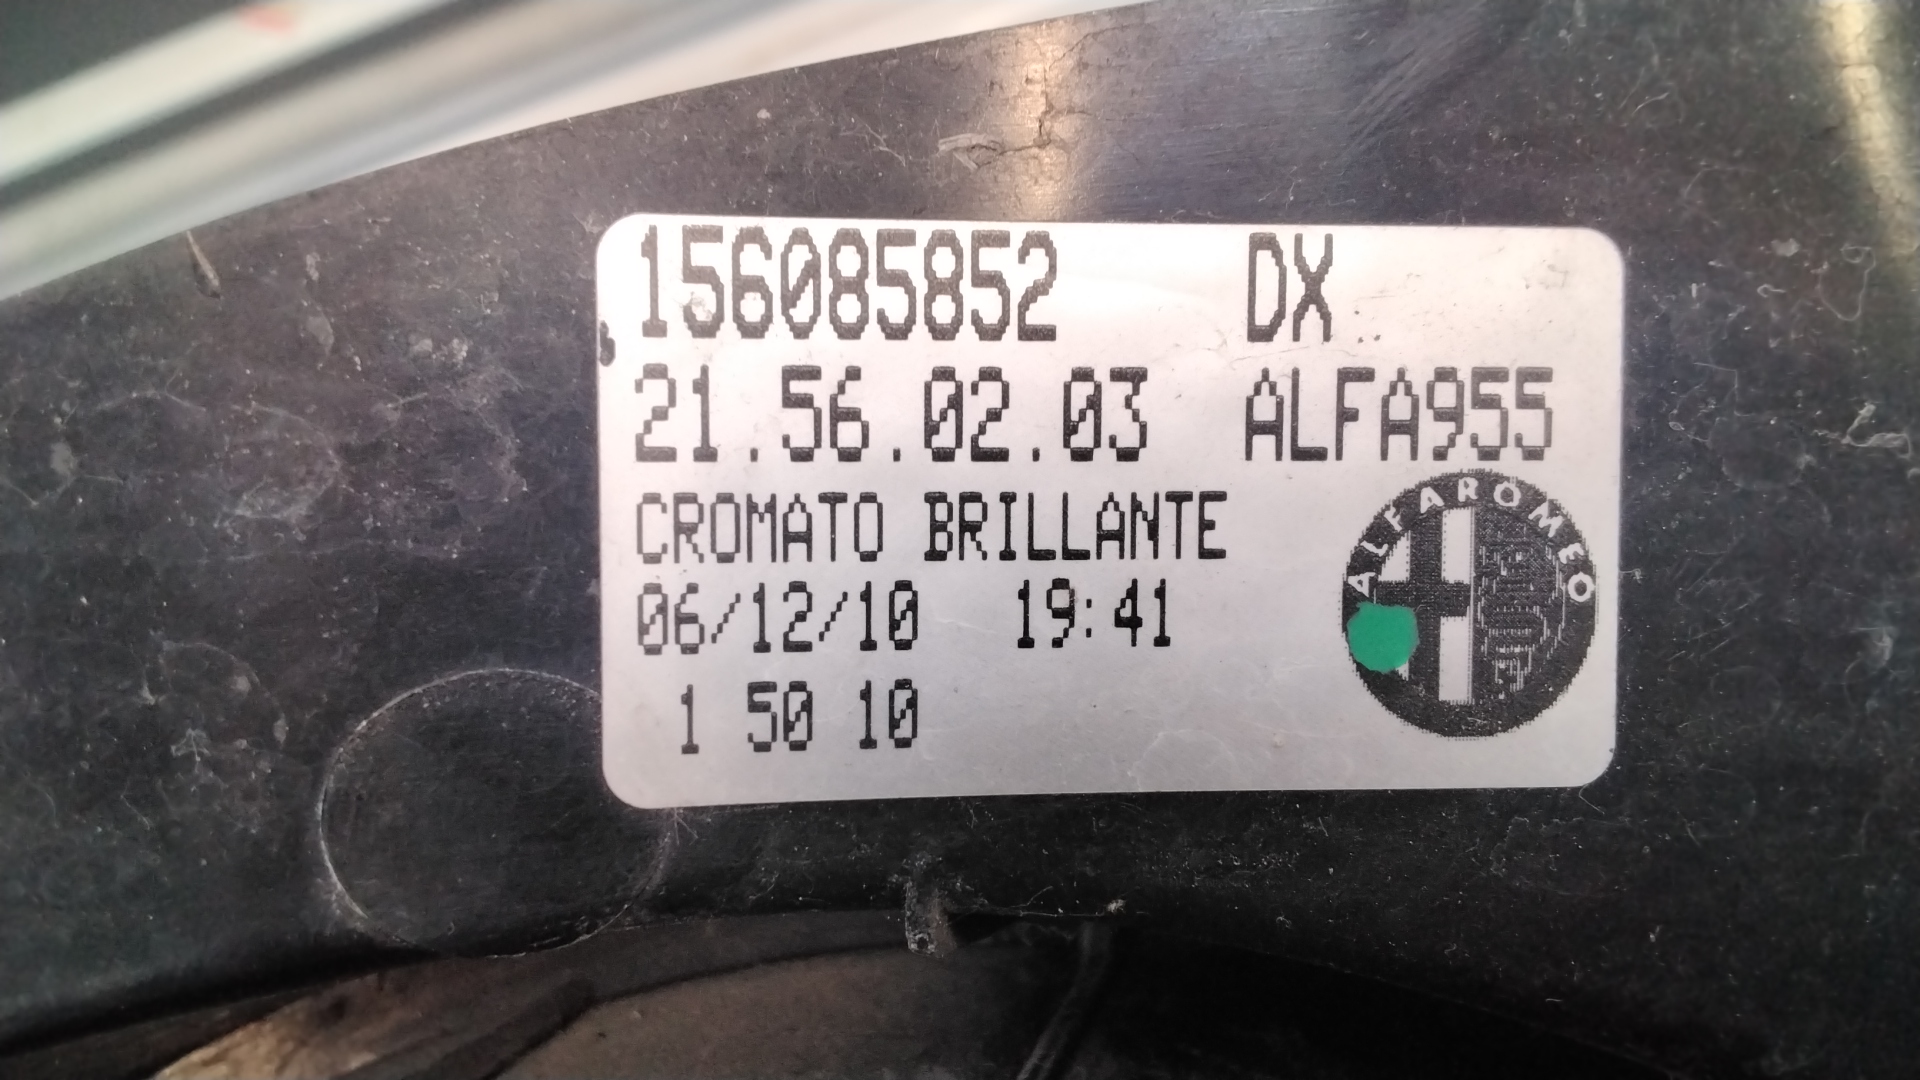 156085852 DX
21.56.02.03 ALFA955
CROMATO BRILLANTE
06/12/10 19:41
1 50 10
ALFA ROMEO